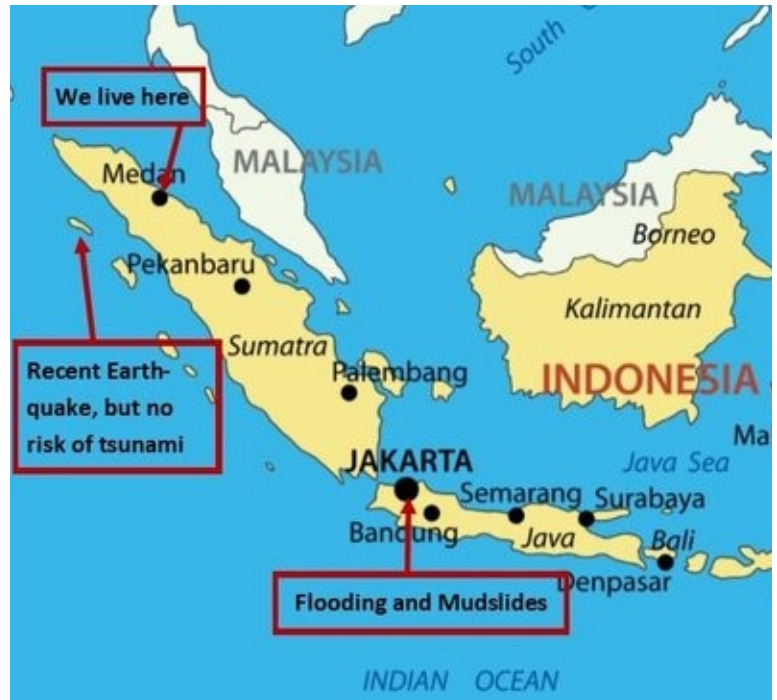 South
We live here
MALAYSIA
Medan
MALAYSIA
Borneo
Pekanbaru
Kalimantan
Sumatra
Recent Earth-
quake, but no
risk of tsunami
Palembang
INDONESIA
Ma
JAKARTA
Java Sea
Semarang
Surabaya
Bandung
Java
Bali
Denpasar
Flooding and Mudslides
INDIAN OCEAN